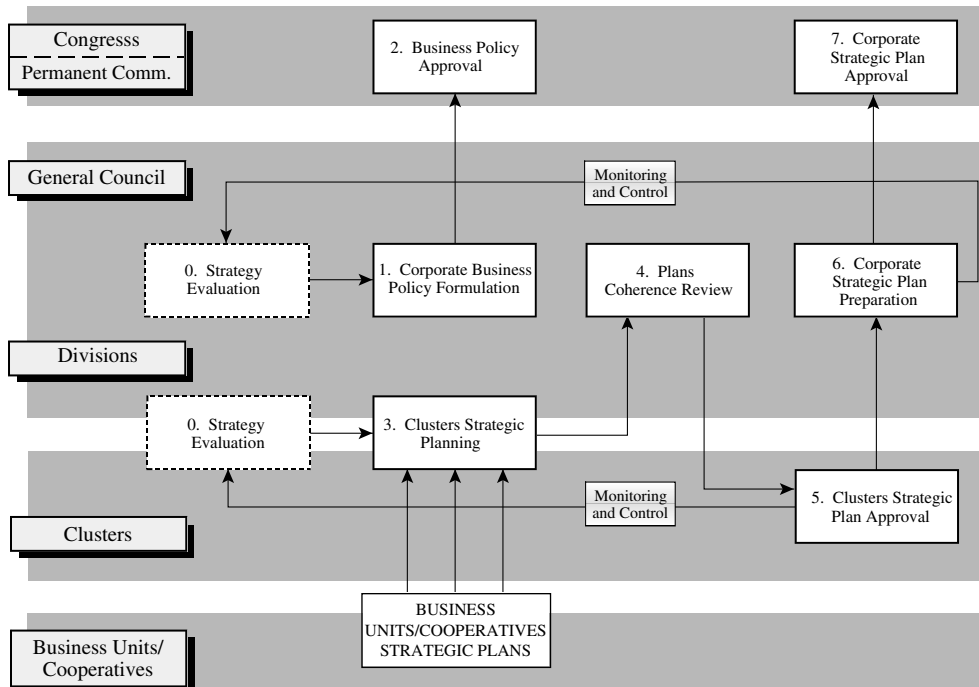 Congresss
Permanent Comm.
2. Business Policy
Approval
7. Corporate
Strategic Plan
Approval
General Council
Monitoring
and Control
0. Strategy
Evaluation
1. Corporate Business
Policy Formulation
4. Plans
Coherence Review
6. Corporate
Strategic Plan
Preparation
Divisions
0. Strategy
Evaluation
3. Clusters Strategic
Planning
Monitoring
and Control
5. Clusters Strategic
Plan Approval
Clusters
BUSINESS
UNITS/COOPERATIVES
STRATEGIC PLANS
Business Units/
Cooperatives